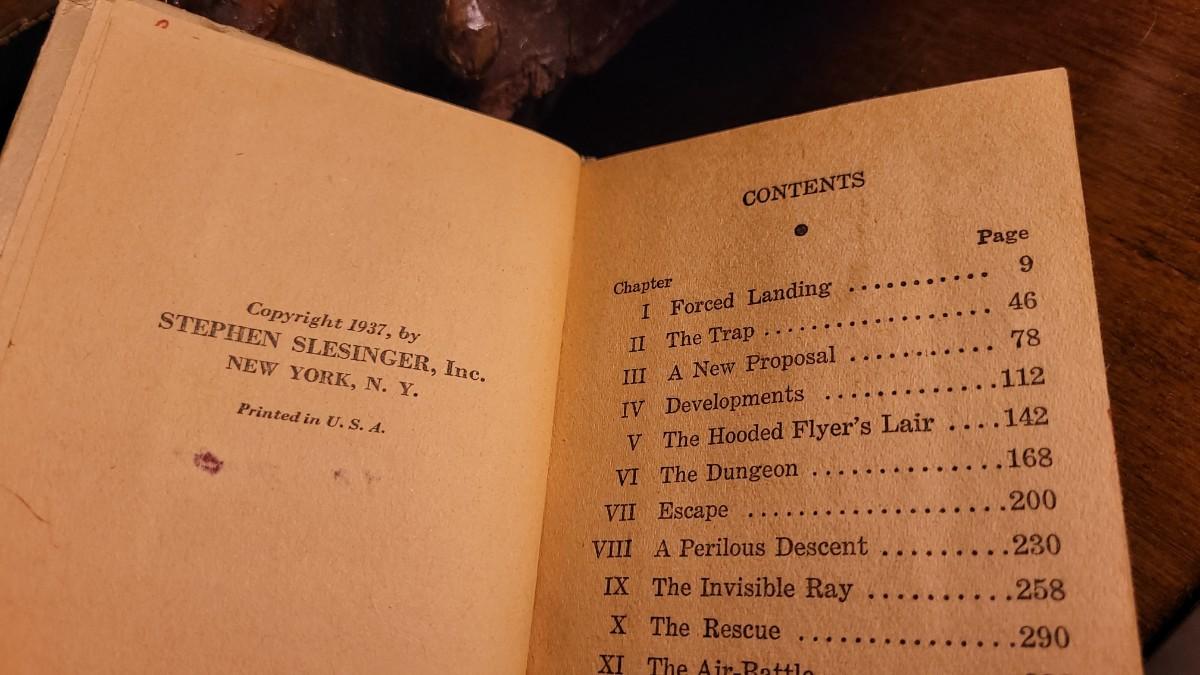 Copyright 1937, by
STEPHEN SLESINGER, Inc.
NEW YORK, N. Y.
Printed in U. S. A.
CONTENTS
Page
Chapter
I Forced Landing ........... 9
II The Trap .................. 46
III A New Proposal ........... 78
IV Developments .............112
V The Hooded Flyer's Lair ....142
VI The Dungeon ..............168
VII Escape ....................200
VIII A Perilous Descent .........230
IX The Invisible Ray ..........258
X The Rescue ...............290
XI The Air-Battle